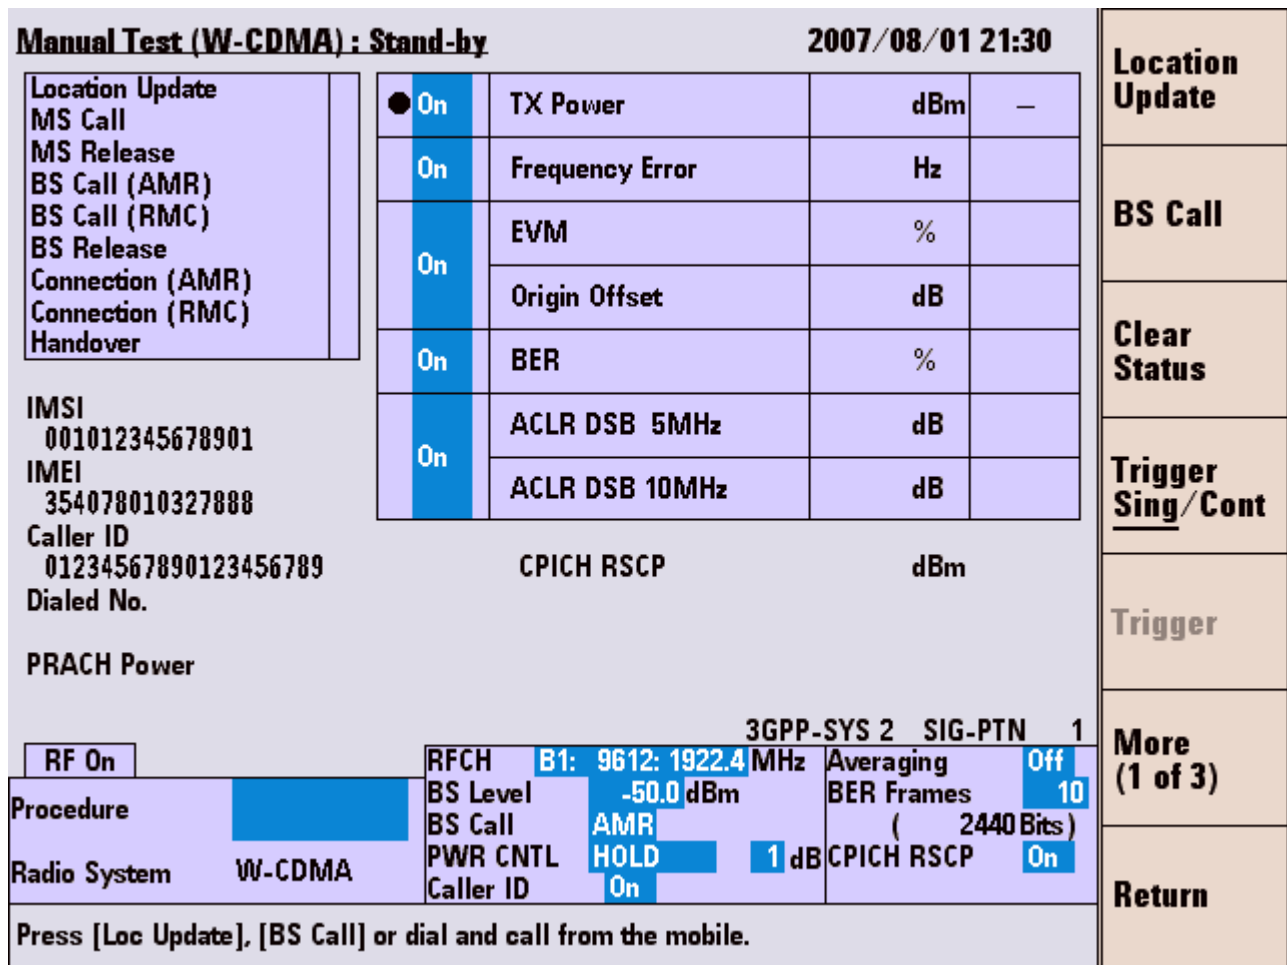 Manual Test (W-CDMA) : Stand-by 2007/08/01 21:30
Location Update
MS Call
MS Release
BS Call (AMR)
BS Call (RMC)
BS Release
Connection (AMR)
Connection (RMC)
Handover
On TX Power dBm –
On Frequency Error Hz
On
EVM %
Origin Offset dB
On BER %
On
ACLR DSB 5MHz dB
ACLR DSB 10MHz dB
CPICH RSCP dBm
IMSI
001012345678901
IMEI
354078010327888
Caller ID
01234567890123456789
Dialed No.
PRACH Power
3GPP-SYS 2 SIG-PTN 1
RF On
Procedure
Radio System W-CDMA
RFCH B1: 9612: 1922.4 MHz
BS Level -50.0 dBm
BS Call AMR
PWR CNTL HOLD 1 dB
Caller ID On
Averaging Off
BER Frames 10
( 2440 Bits)
CPICH RSCP On
Press [Loc Update], [BS Call] or dial and call from the mobile.
Location
Update
BS Call
Clear
Status
Trigger
Sing/Cont
Trigger
More
(1 of 3)
Return